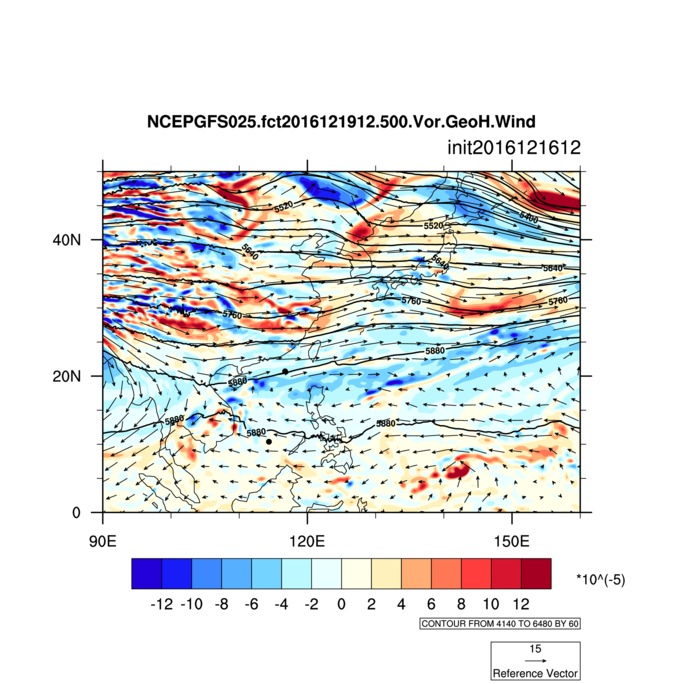 NCEPGFS025.fct2016121912.500.Vor.GeoH.Wind
init2016121612
5520
5400
5520
40N
5640
5640
5640
5760
5760
5760
5880
20N
5880
5880
5880
5880
0
90E 120E 150E
-12 -10 -8 -6 -4 -2 0 2 4 6 8 10 12
*10^(-5)
CONTOUR FROM 4140 TO 6480 BY 60
15
Reference Vector